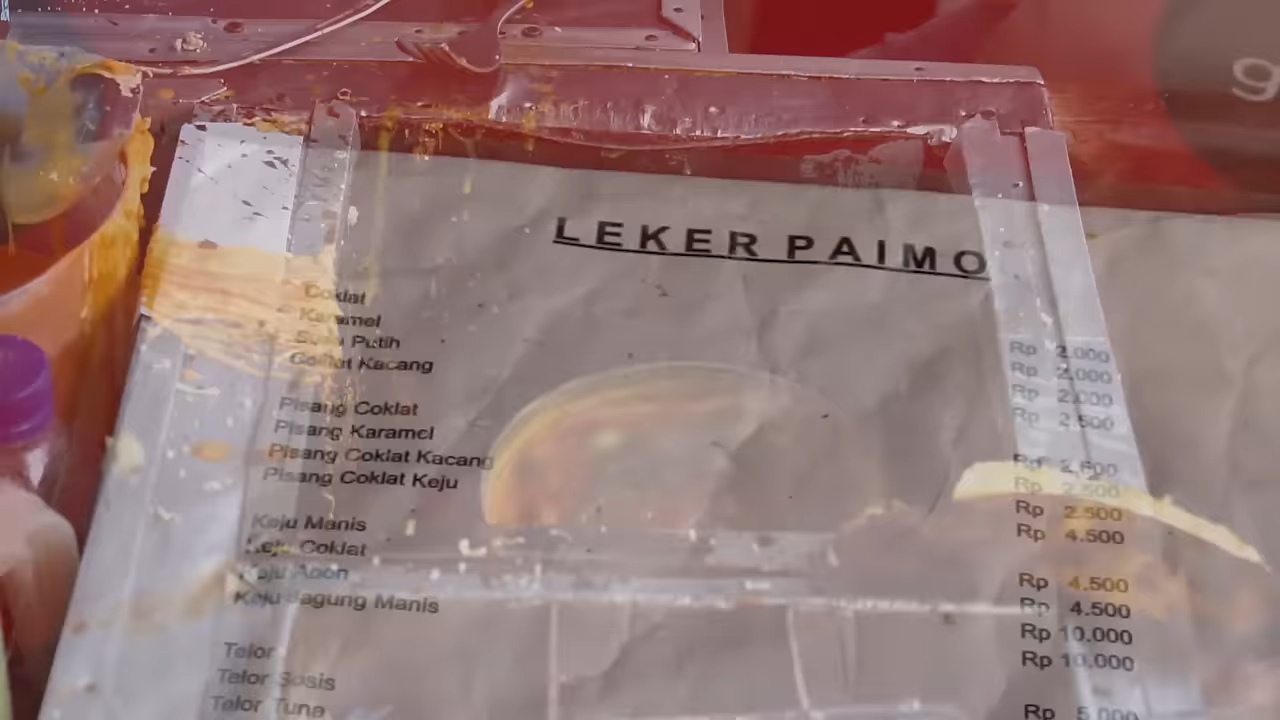 g
LEKER PAIMO
Coklat Rp 2.000
Karamel Rp 2.000
Susu Putih Rp 2.000
Coklat Kacang Rp 2.500
Pisang Coklat Rp 2.500
Pisang Karamel Rp 2.500
Pisang Coklat Kacang Rp 2.500
Pisang Coklat Keju Rp 4.500
Keju Manis Rp 4.500
Keju Coklat Rp 4.500
Keju Abon Rp 10.000
Keju Jagung Manis Rp 10.000
Telor Rp 5.000
Telor Sosis
Telor Tuna